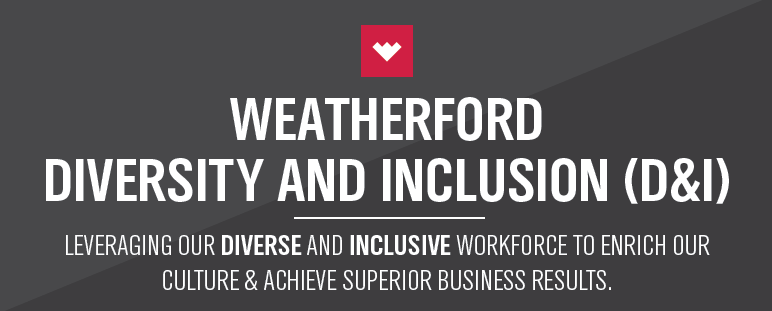 WEATHERFORD
DIVERSITY AND INCLUSION (D&I)
LEVERAGING OUR DIVERSE AND INCLUSIVE WORKFORCE TO ENRICH OUR
CULTURE & ACHIEVE SUPERIOR BUSINESS RESULTS.